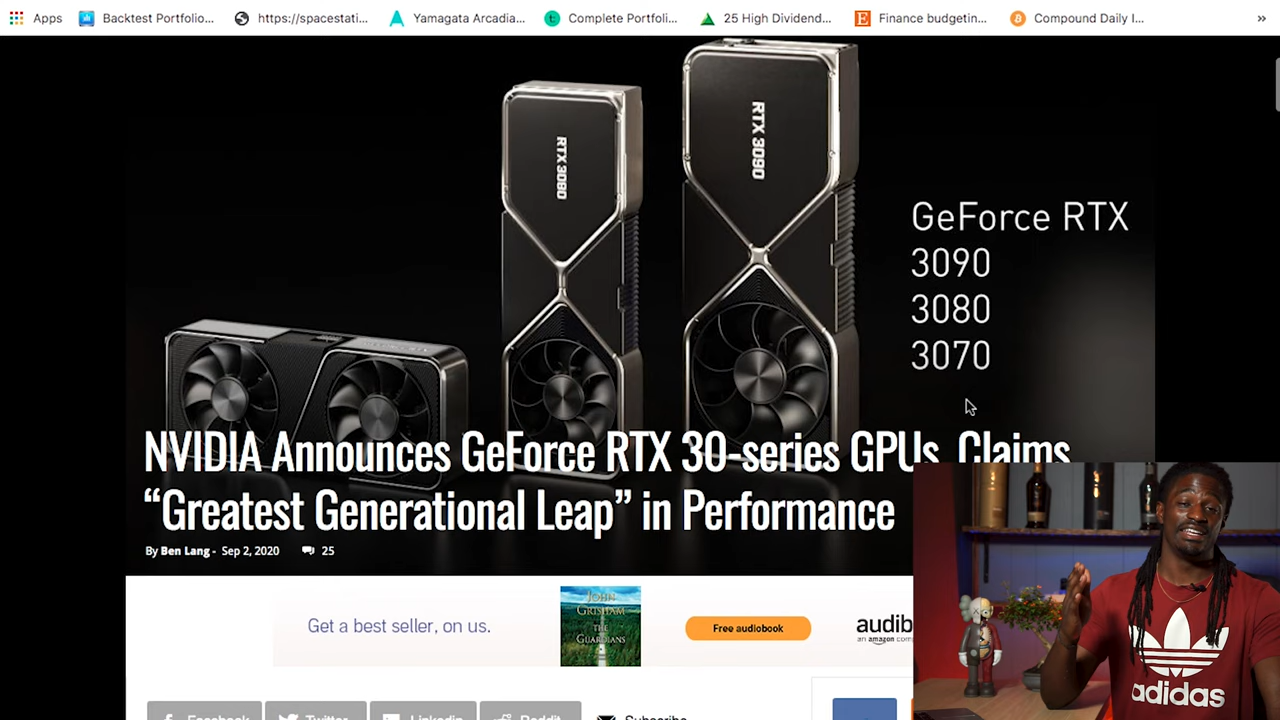 Apps
Backtest Portfolio...
https://spacestati...
Yamagata Arcadia...
Complete Portfoli...
25 High Dividend...
E
Finance budgetin...
Compound Daily I...
»
RTX 3080
RTX 3090
GeForce RTX
3090
3080
3070
NVIDIA Announces GeForce RTX 30-series GPUs, Claims
“Greatest Generational Leap” in Performance
By Ben Lang - Sep 2, 2020 25
Get a best seller, on us.
JOHN
GRISHAM
THE
GUARDIANS
Free audiobook
audib
an amazon com
Facebook
Twitter
Linkedin
Reddit
Subscribe
adidas